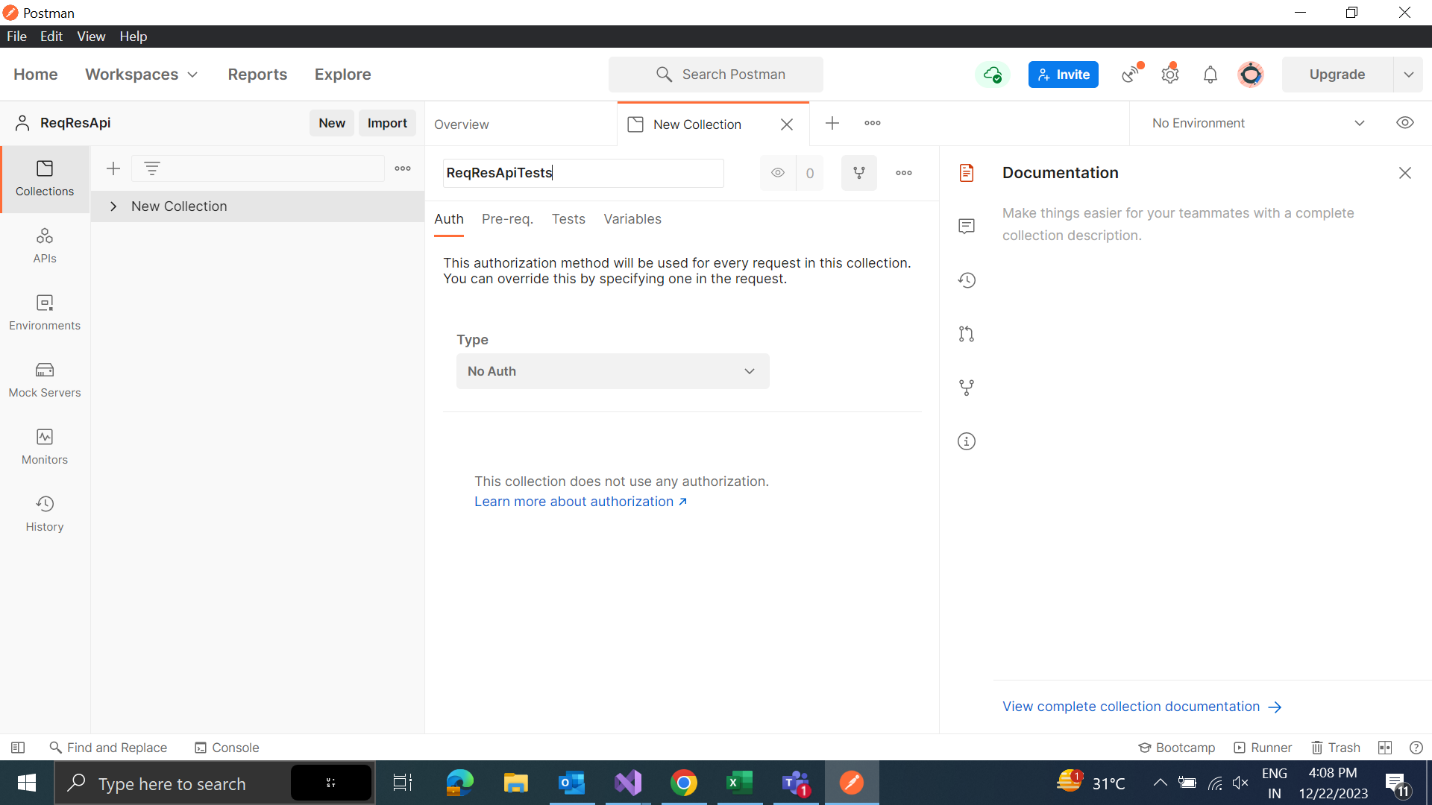 Postman
File Edit View Help
Home Workspaces Reports Explore Search Postman Invite Upgrade
ReqResApi New Import Overview New Collection No Environment
ReqResApiTests 0 Documentation
Collections
New Collection
Auth Pre-req. Tests Variables
Make things easier for your teammates with a complete
collection description.
APIs
This authorization method will be used for every request in this collection.
You can override this by specifying one in the request.
Environments
Type
No Auth
Mock Servers
Monitors
This collection does not use any authorization.
Learn more about authorization
History
View complete collection documentation
Find and Replace Console Bootcamp Runner Trash
Type here to search 1 1 31°C ENG 4:08 PM
IN 12/22/2023 11